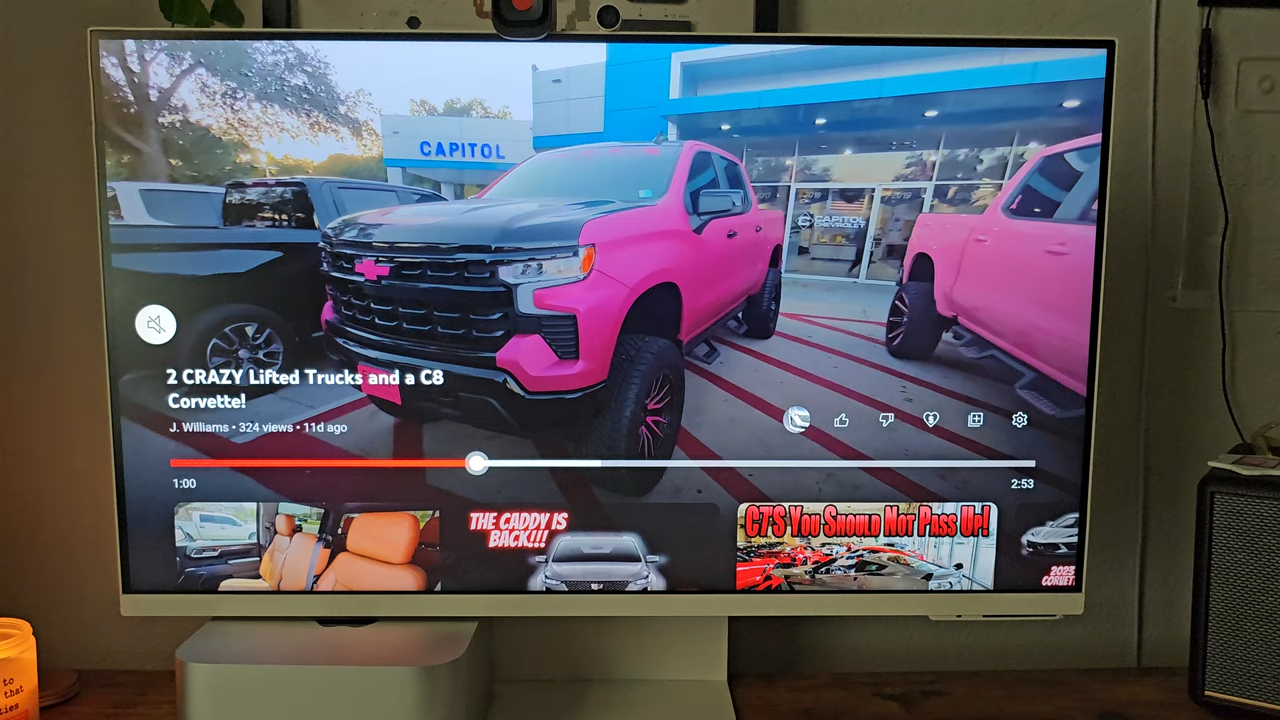 CAPITOL
CAPITOL
CHEVROLET
2 CRAZY Lifted Trucks and a C8
Corvette!
J. Williams • 324 views • 11d ago
1:00
2:53
THE CADDY IS
BACK!!!
C7S You Should Not Pass Up!
2023
CORVET
to
that
ties